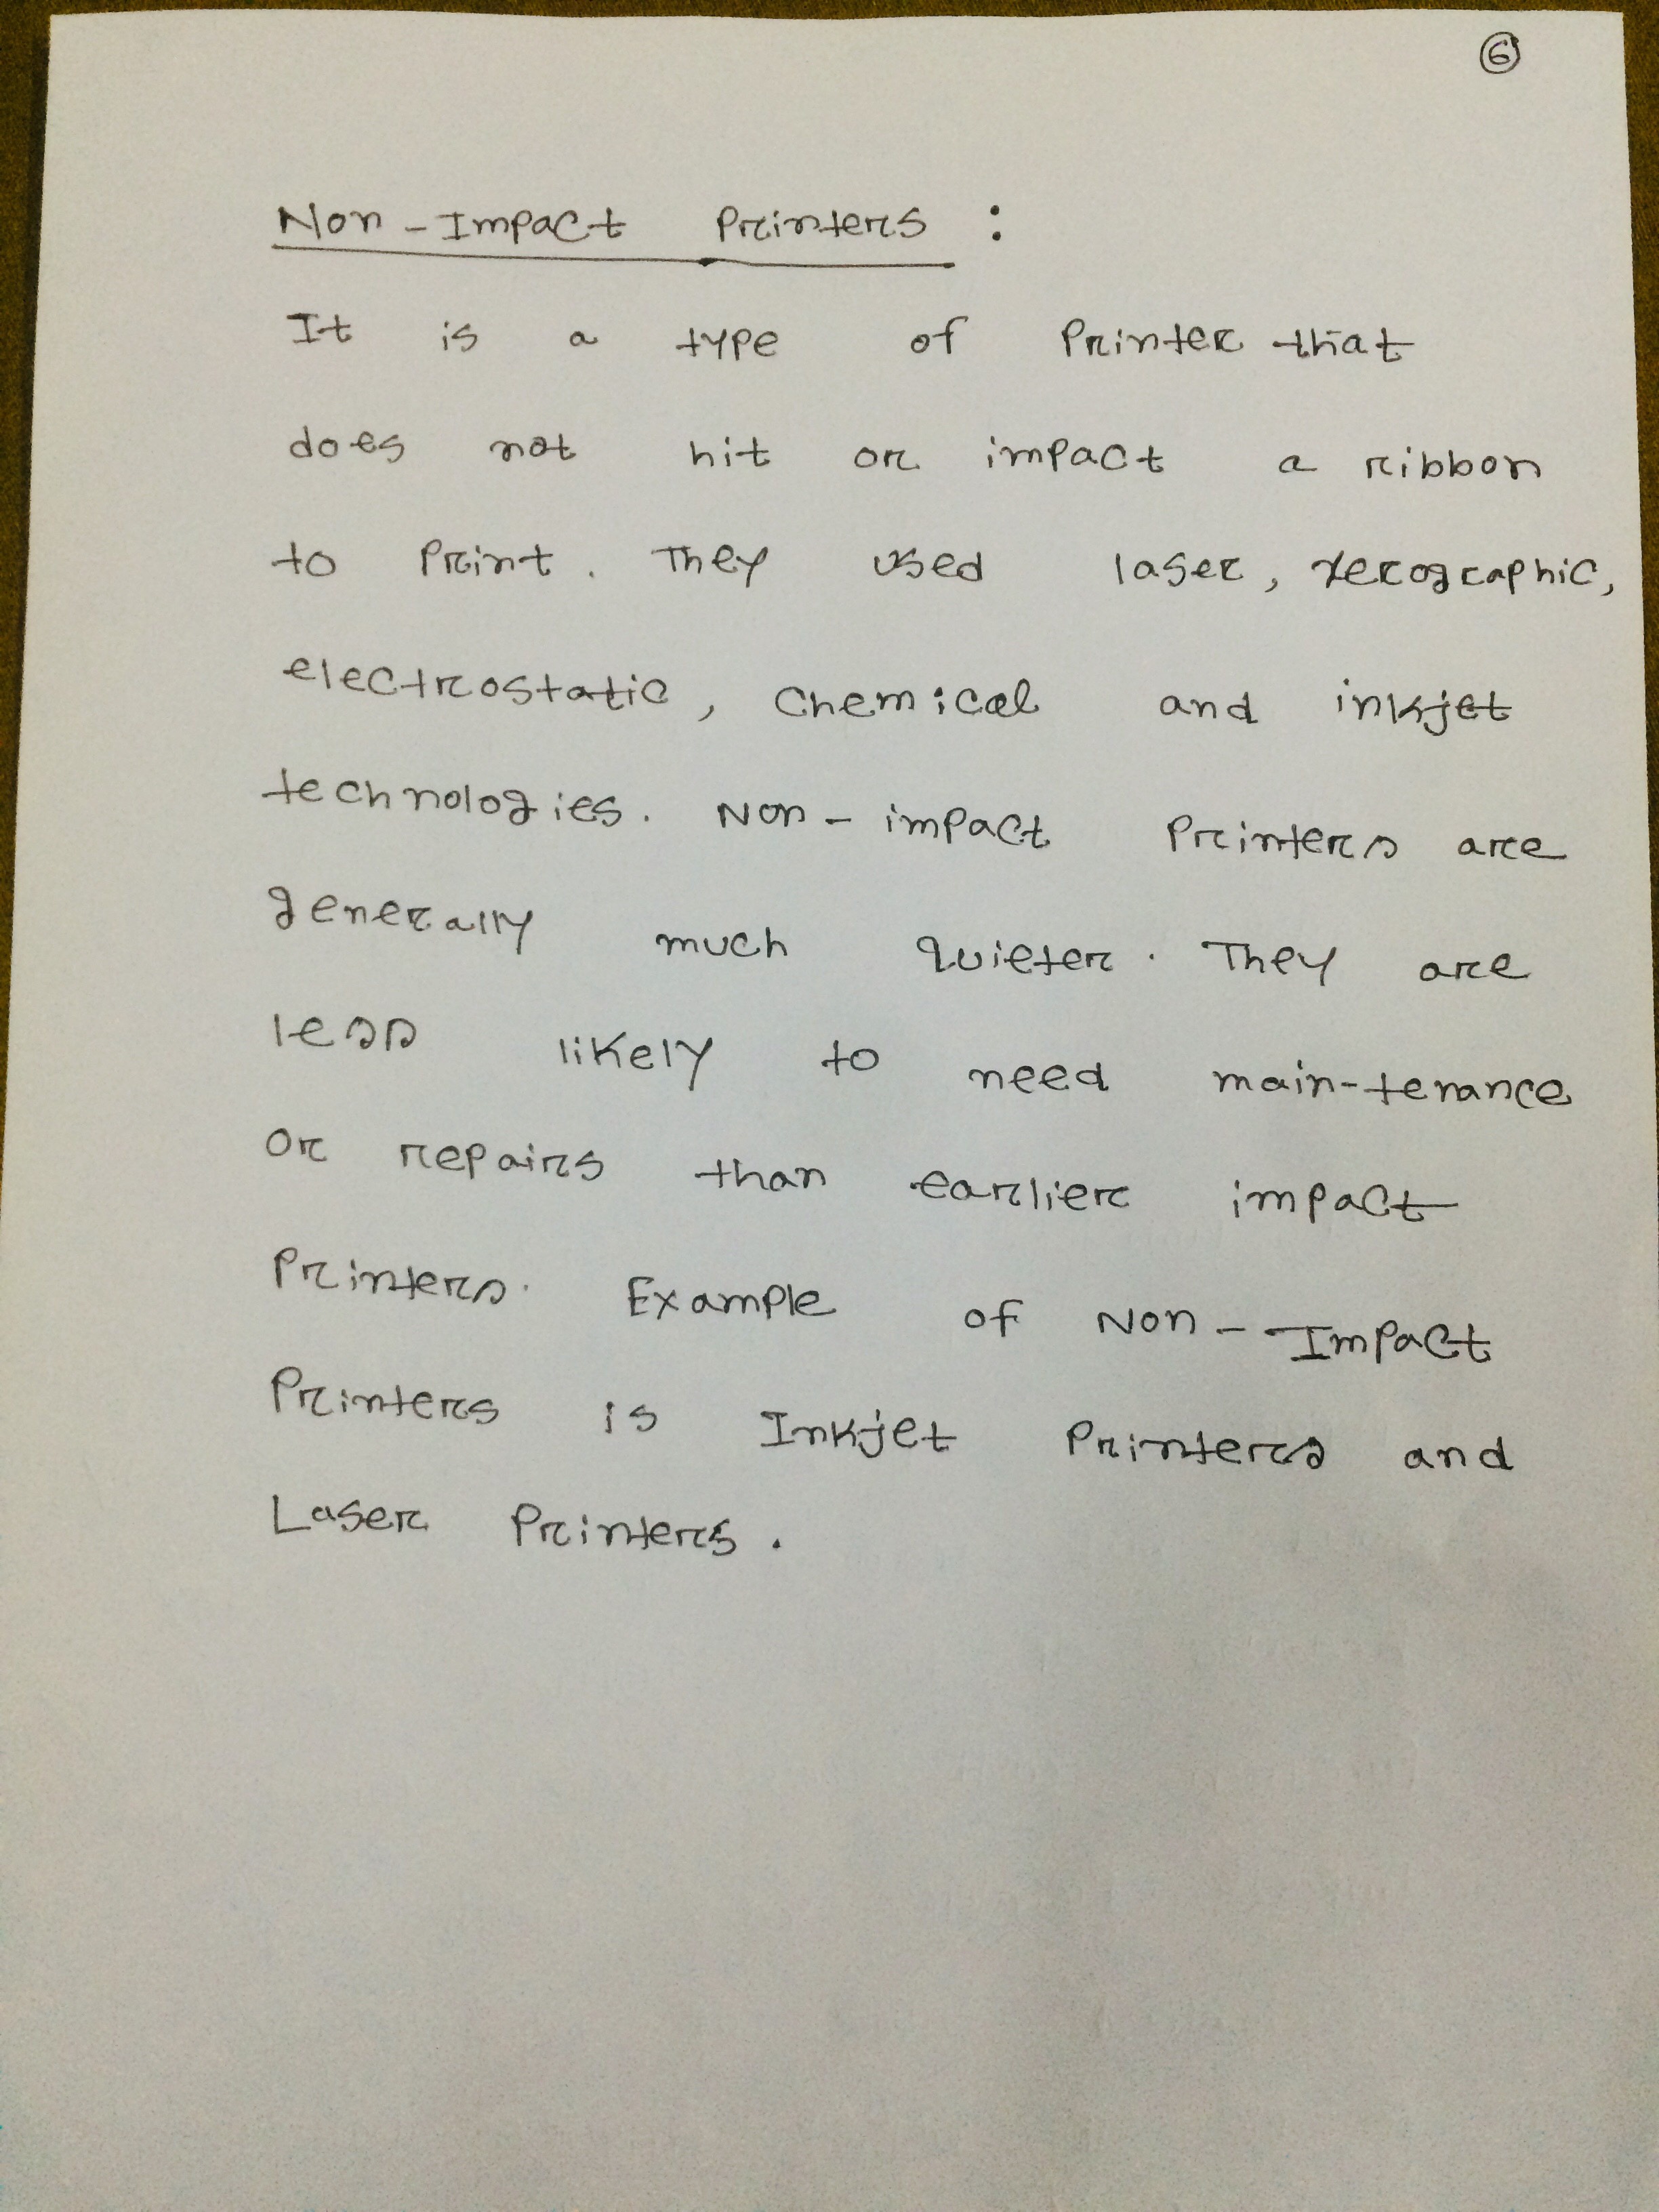 6
Non-Impact Printers :
It is a type of Printer that
does not hit or impact a ribbon
to Print. They used laser, xerographic,
electrostatic, Chemical and inkjet
technologies. Non-impact Printers are
generally much quieter. They are
less likely to need main-tenance
or repairs than earlier impact
Printers. Example of Non-Impact
Printers is Inkjet Printers and
Laser Printers.